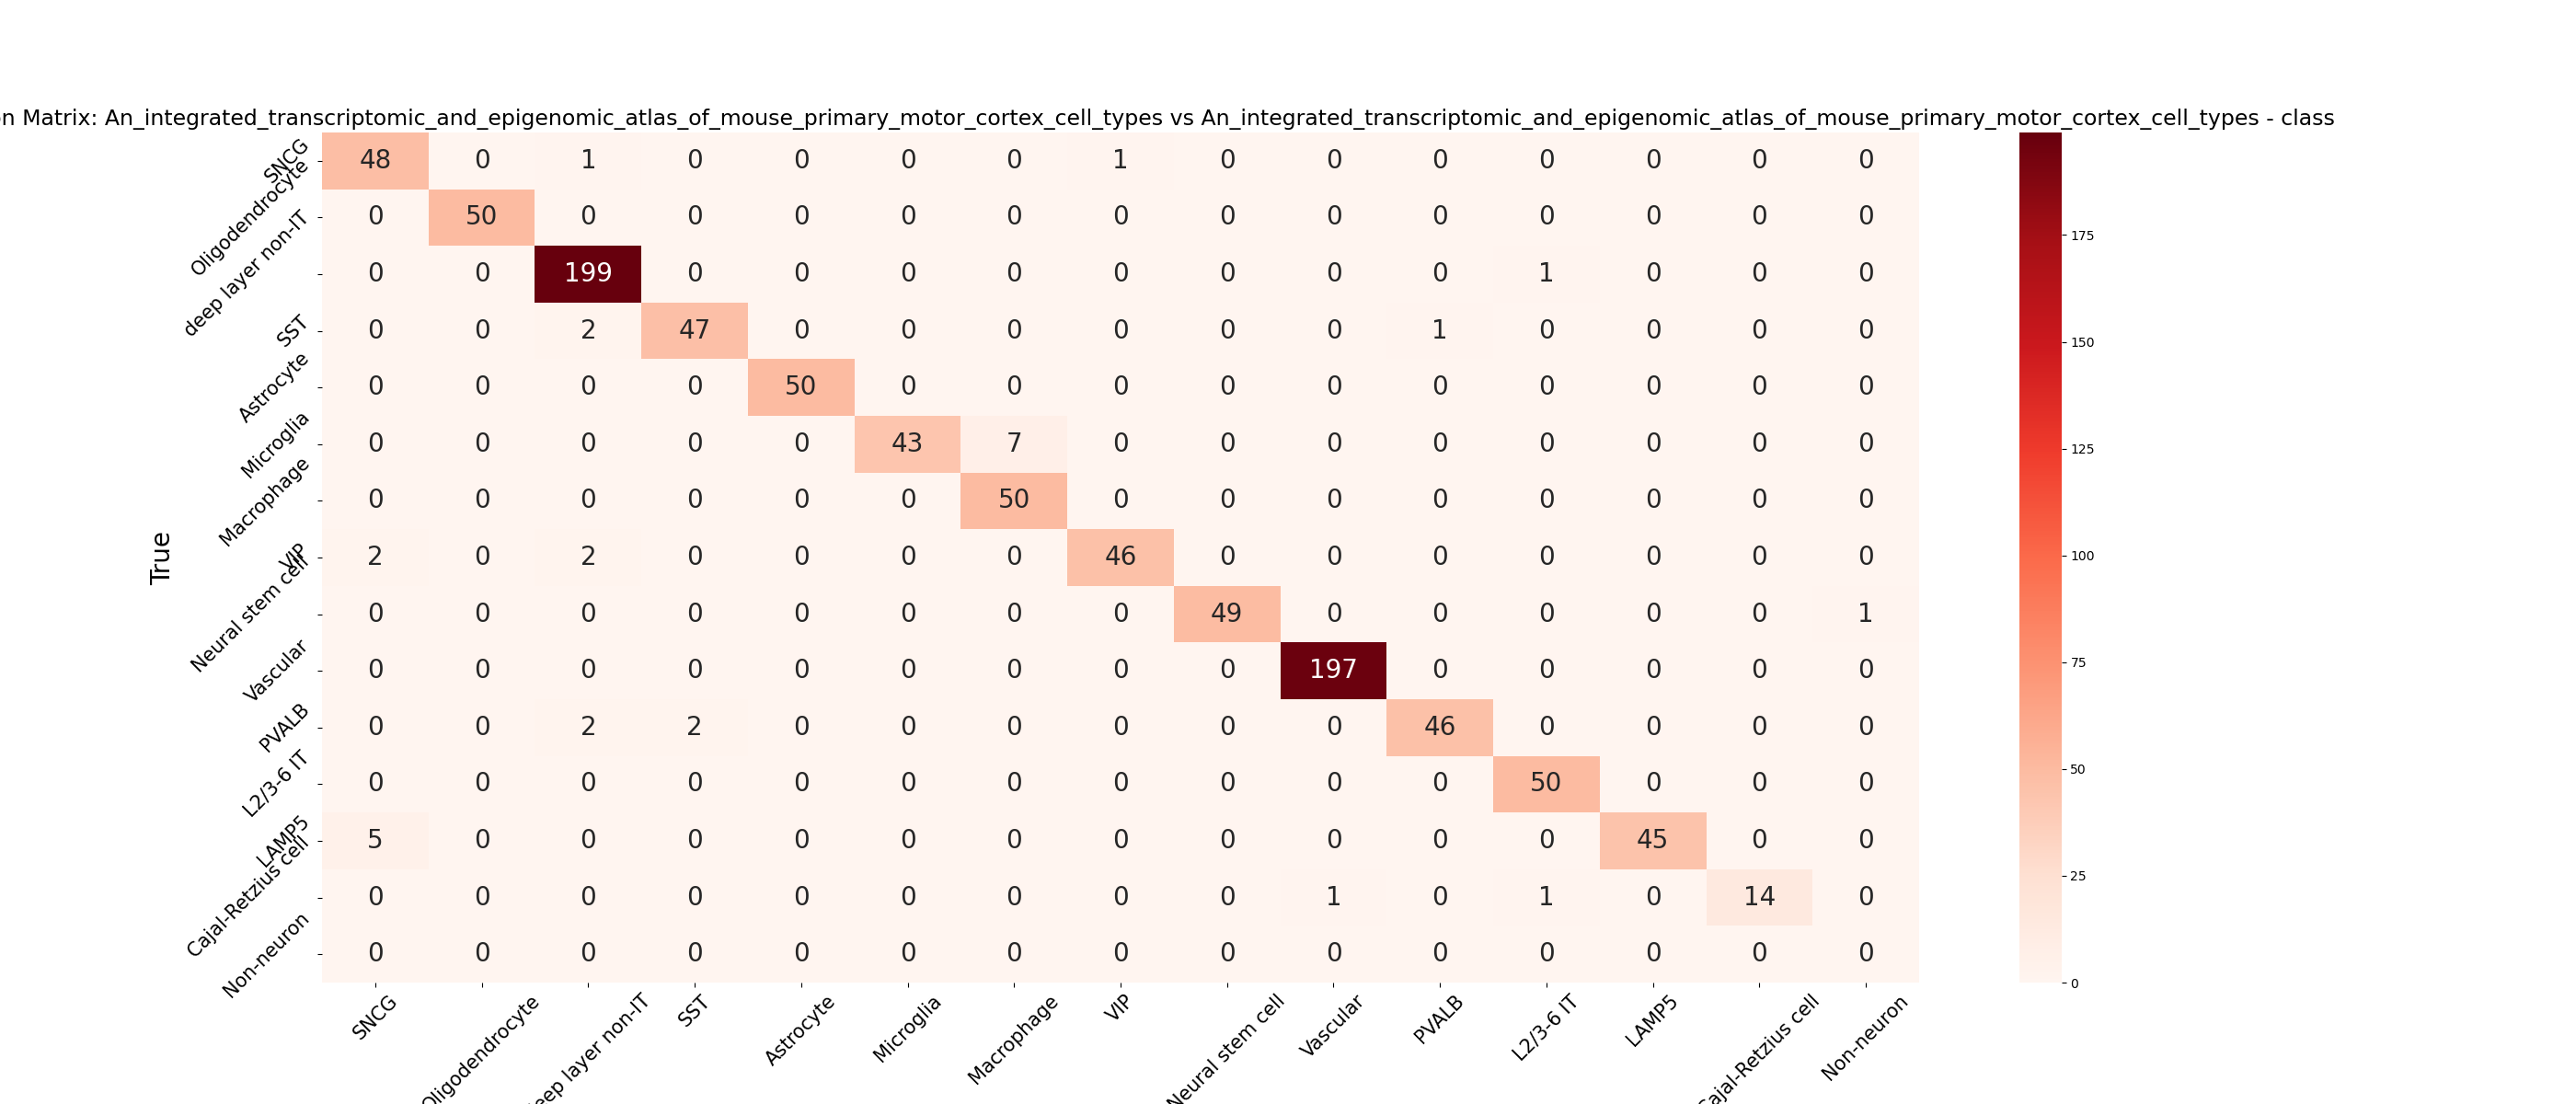 n Matrix: An_integrated_transcriptomic_and_epigenomic_atlas_of_mouse_primary_motor_cortex_cell_types vs An_integrated_transcriptomic_and_epigenomic_atlas_of_mouse_primary_motor_cortex_cell_types - class
SNCG 48 0 1 0 0 0 0 1 0 0 0 0 0 0 0
Oligodendrocyte 0 50 0 0 0 0 0 0 0 0 0 0 0 0 0
deep layer non-IT 0 0 199 0 0 0 0 0 0 0 0 1 0 0 0
SST 0 0 2 47 0 0 0 0 0 0 1 0 0 0 0
Astrocyte 0 0 0 0 50 0 0 0 0 0 0 0 0 0 0
Microglia 0 0 0 0 0 43 7 0 0 0 0 0 0 0 0
Macrophage 0 0 0 0 0 0 50 0 0 0 0 0 0 0 0
VIP 2 0 2 0 0 0 0 46 0 0 0 0 0 0 0
Neural stem cell 0 0 0 0 0 0 0 0 49 0 0 0 0 0 1
Vascular 0 0 0 0 0 0 0 0 0 197 0 0 0 0 0
PVALB 0 0 2 2 0 0 0 0 0 0 46 0 0 0 0
L2/3-6 IT 0 0 0 0 0 0 0 0 0 0 0 50 0 0 0
LAMP5 5 0 0 0 0 0 0 0 0 0 0 0 45 0 0
Cajal-Retzius cell 0 0 0 0 0 0 0 0 0 1 0 1 0 14 0
Non-neuron 0 0 0 0 0 0 0 0 0 0 0 0 0 0 0
True
SNCG
Oligodendrocyte
eep layer non-IT
SST
Astrocyte
Microglia
Macrophage
VIP
Neural stem cell
Vascular
PVALB
L2/3-6 IT
LAMP5
Cajal-Retzius cell
Non-neuron
175
150
125
100
75
50
25
0